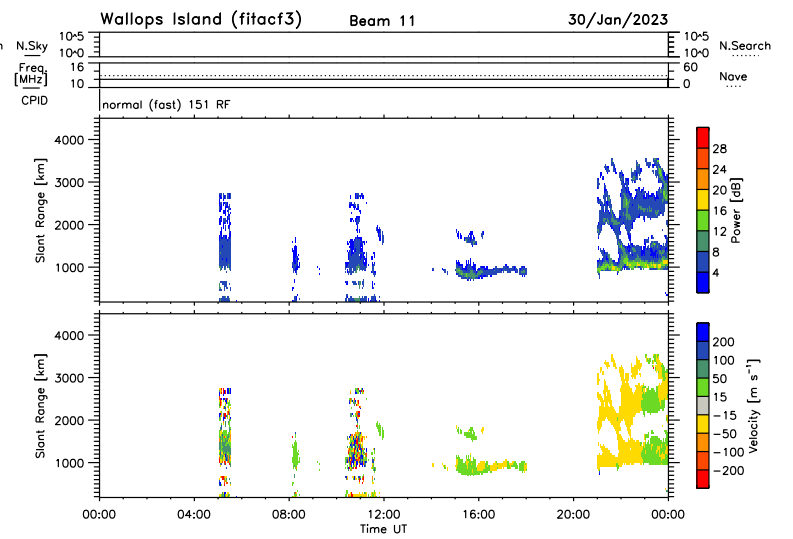 Wallops Island (fitacf3) Beam 11 30/Jan/2023
N.Sky 10^5 10^0 10^5 10^0 N.Search
Freq. [MHz] 16 10 60 0 Nave
CPID normal (fast) 151 RF
Slant Range [km] 4000 3000 2000 1000
28 24 20 16 12 8 4 Power [dB]
Slant Range [km] 4000 3000 2000 1000
200 100 50 15 −15 −50 −100 −200 Velocity [m s⁻¹]
00:00 04:00 08:00 12:00 16:00 20:00 00:00
Time UT